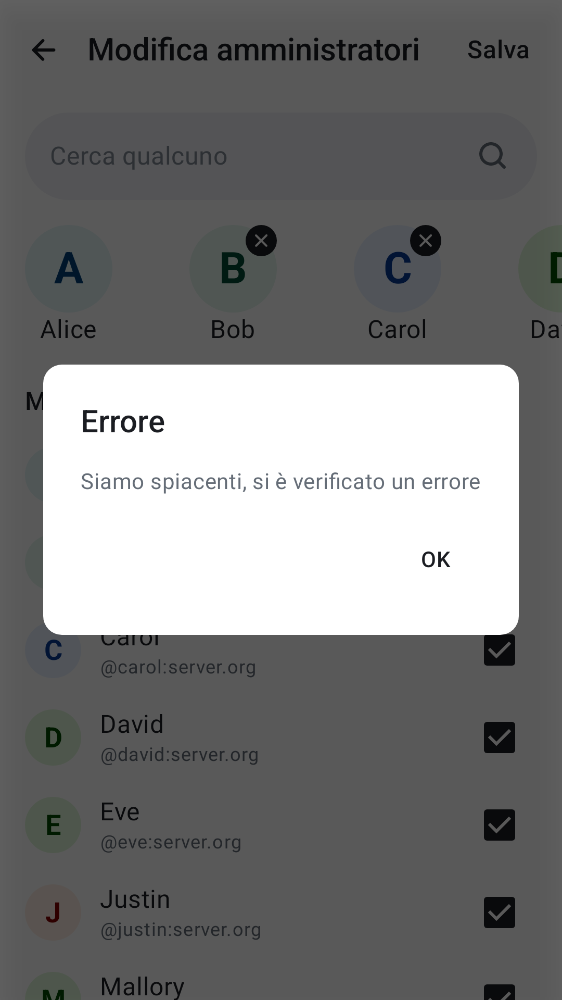 Modifica amministratori
Salva
Cerca qualcuno
A
B
C
D
Alice
Bob
Carol
Da
M
Errore
Siamo spiacenti, si è verificato un errore
OK
Carol
C
@carol:server.org
David
D
@david:server.org
Eve
E
@eve:server.org
Justin
J
@justin:server.org
Mallory
M